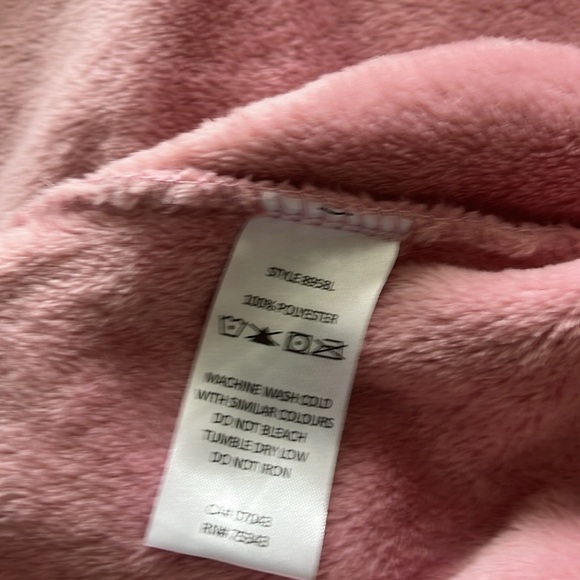 STYLE 8958L
100% POLYESTER
MACHINE WASH COLD
WITH SIMILAR COLOURS
DO NOT BLEACH
TUMBLE DRY LOW
DO NOT IRON
CA# 07043
RN# 75343